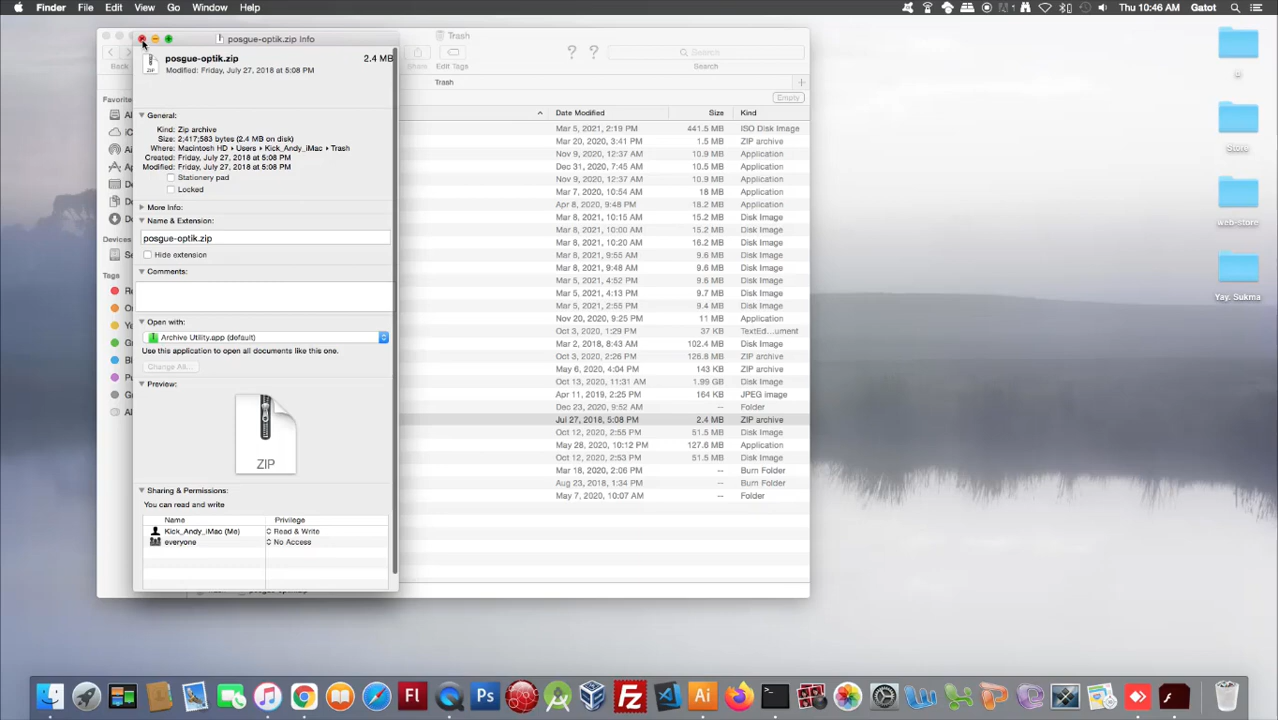 Finder File Edit View Go Window Help
Thu 10:46 AM Gatot
posgue-optik.zip Info
posgue-optik.zip 2.4 MB
Modified: Friday, July 27, 2018 at 5:08 PM
General:
Kind: Zip archive
Size: 2,417,583 bytes (2.4 MB on disk)
Where: Macintosh HD ▸ Users ▸ Kick_Andy_iMac ▸ Trash
Created: Friday, July 27, 2018 at 5:08 PM
Modified: Friday, July 27, 2018 at 5:08 PM
Stationery pad
Locked
More Info:
Name & Extension:
posgue-optik.zip
Hide extension
Comments:
Open with:
Archive Utility.app (default)
Use this application to open all documents like this one.
Change All...
Preview:
ZIP
Sharing & Permissions:
You can read and write
Name Privilege
Kick_Andy_iMac (Me) Read & Write
everyone No Access
Trash
Back
Share
Edit Tags
Search
Search
Trash
Empty
Favorite
Devices
Tags
Date Modified Size Kind
Mar 5, 2021, 2:19 PM 441.5 MB ISO Disk Image
Mar 20, 2020, 3:41 PM 1.5 MB ZIP archive
Nov 9, 2020, 12:37 AM 10.9 MB Application
Dec 31, 2020, 7:45 AM 10.5 MB Application
Nov 9, 2020, 12:37 AM 10.9 MB Application
Mar 7, 2020, 10:54 AM 18 MB Application
Apr 8, 2020, 9:48 PM 18.2 MB Application
Mar 8, 2021, 10:15 AM 15.2 MB Disk Image
Mar 8, 2021, 10:00 AM 15.2 MB Disk Image
Mar 8, 2021, 10:20 AM 16.2 MB Disk Image
Mar 8, 2021, 9:55 AM 9.6 MB Disk Image
Mar 8, 2021, 9:48 AM 9.6 MB Disk Image
Mar 5, 2021, 4:52 PM 9.6 MB Disk Image
Mar 5, 2021, 4:13 PM 9.7 MB Disk Image
Mar 5, 2021, 2:55 PM 9.4 MB Disk Image
Nov 20, 2020, 9:25 PM 11 MB Application
Oct 3, 2020, 1:29 PM 37 KB TextEd...ument
Mar 2, 2018, 8:43 AM 102.4 MB Disk Image
Oct 3, 2020, 2:26 PM 126.8 MB ZIP archive
May 6, 2020, 4:04 PM 143 KB ZIP archive
Oct 13, 2020, 11:31 AM 1.99 GB Disk Image
Apr 11, 2019, 2:25 PM 164 KB JPEG image
Dec 23, 2020, 9:52 AM -- Folder
Jul 27, 2018, 5:08 PM 2.4 MB ZIP archive
Oct 12, 2020, 2:55 PM 51.5 MB Disk Image
May 28, 2020, 10:12 PM 127.6 MB Application
Oct 12, 2020, 2:53 PM 51.5 MB Disk Image
Mar 18, 2020, 2:06 PM -- Burn Folder
Aug 23, 2018, 1:34 PM -- Burn Folder
May 7, 2020, 10:07 AM -- Folder
Store
web-store
Yay. Sukma
Fl
Ps
Fz
Ai